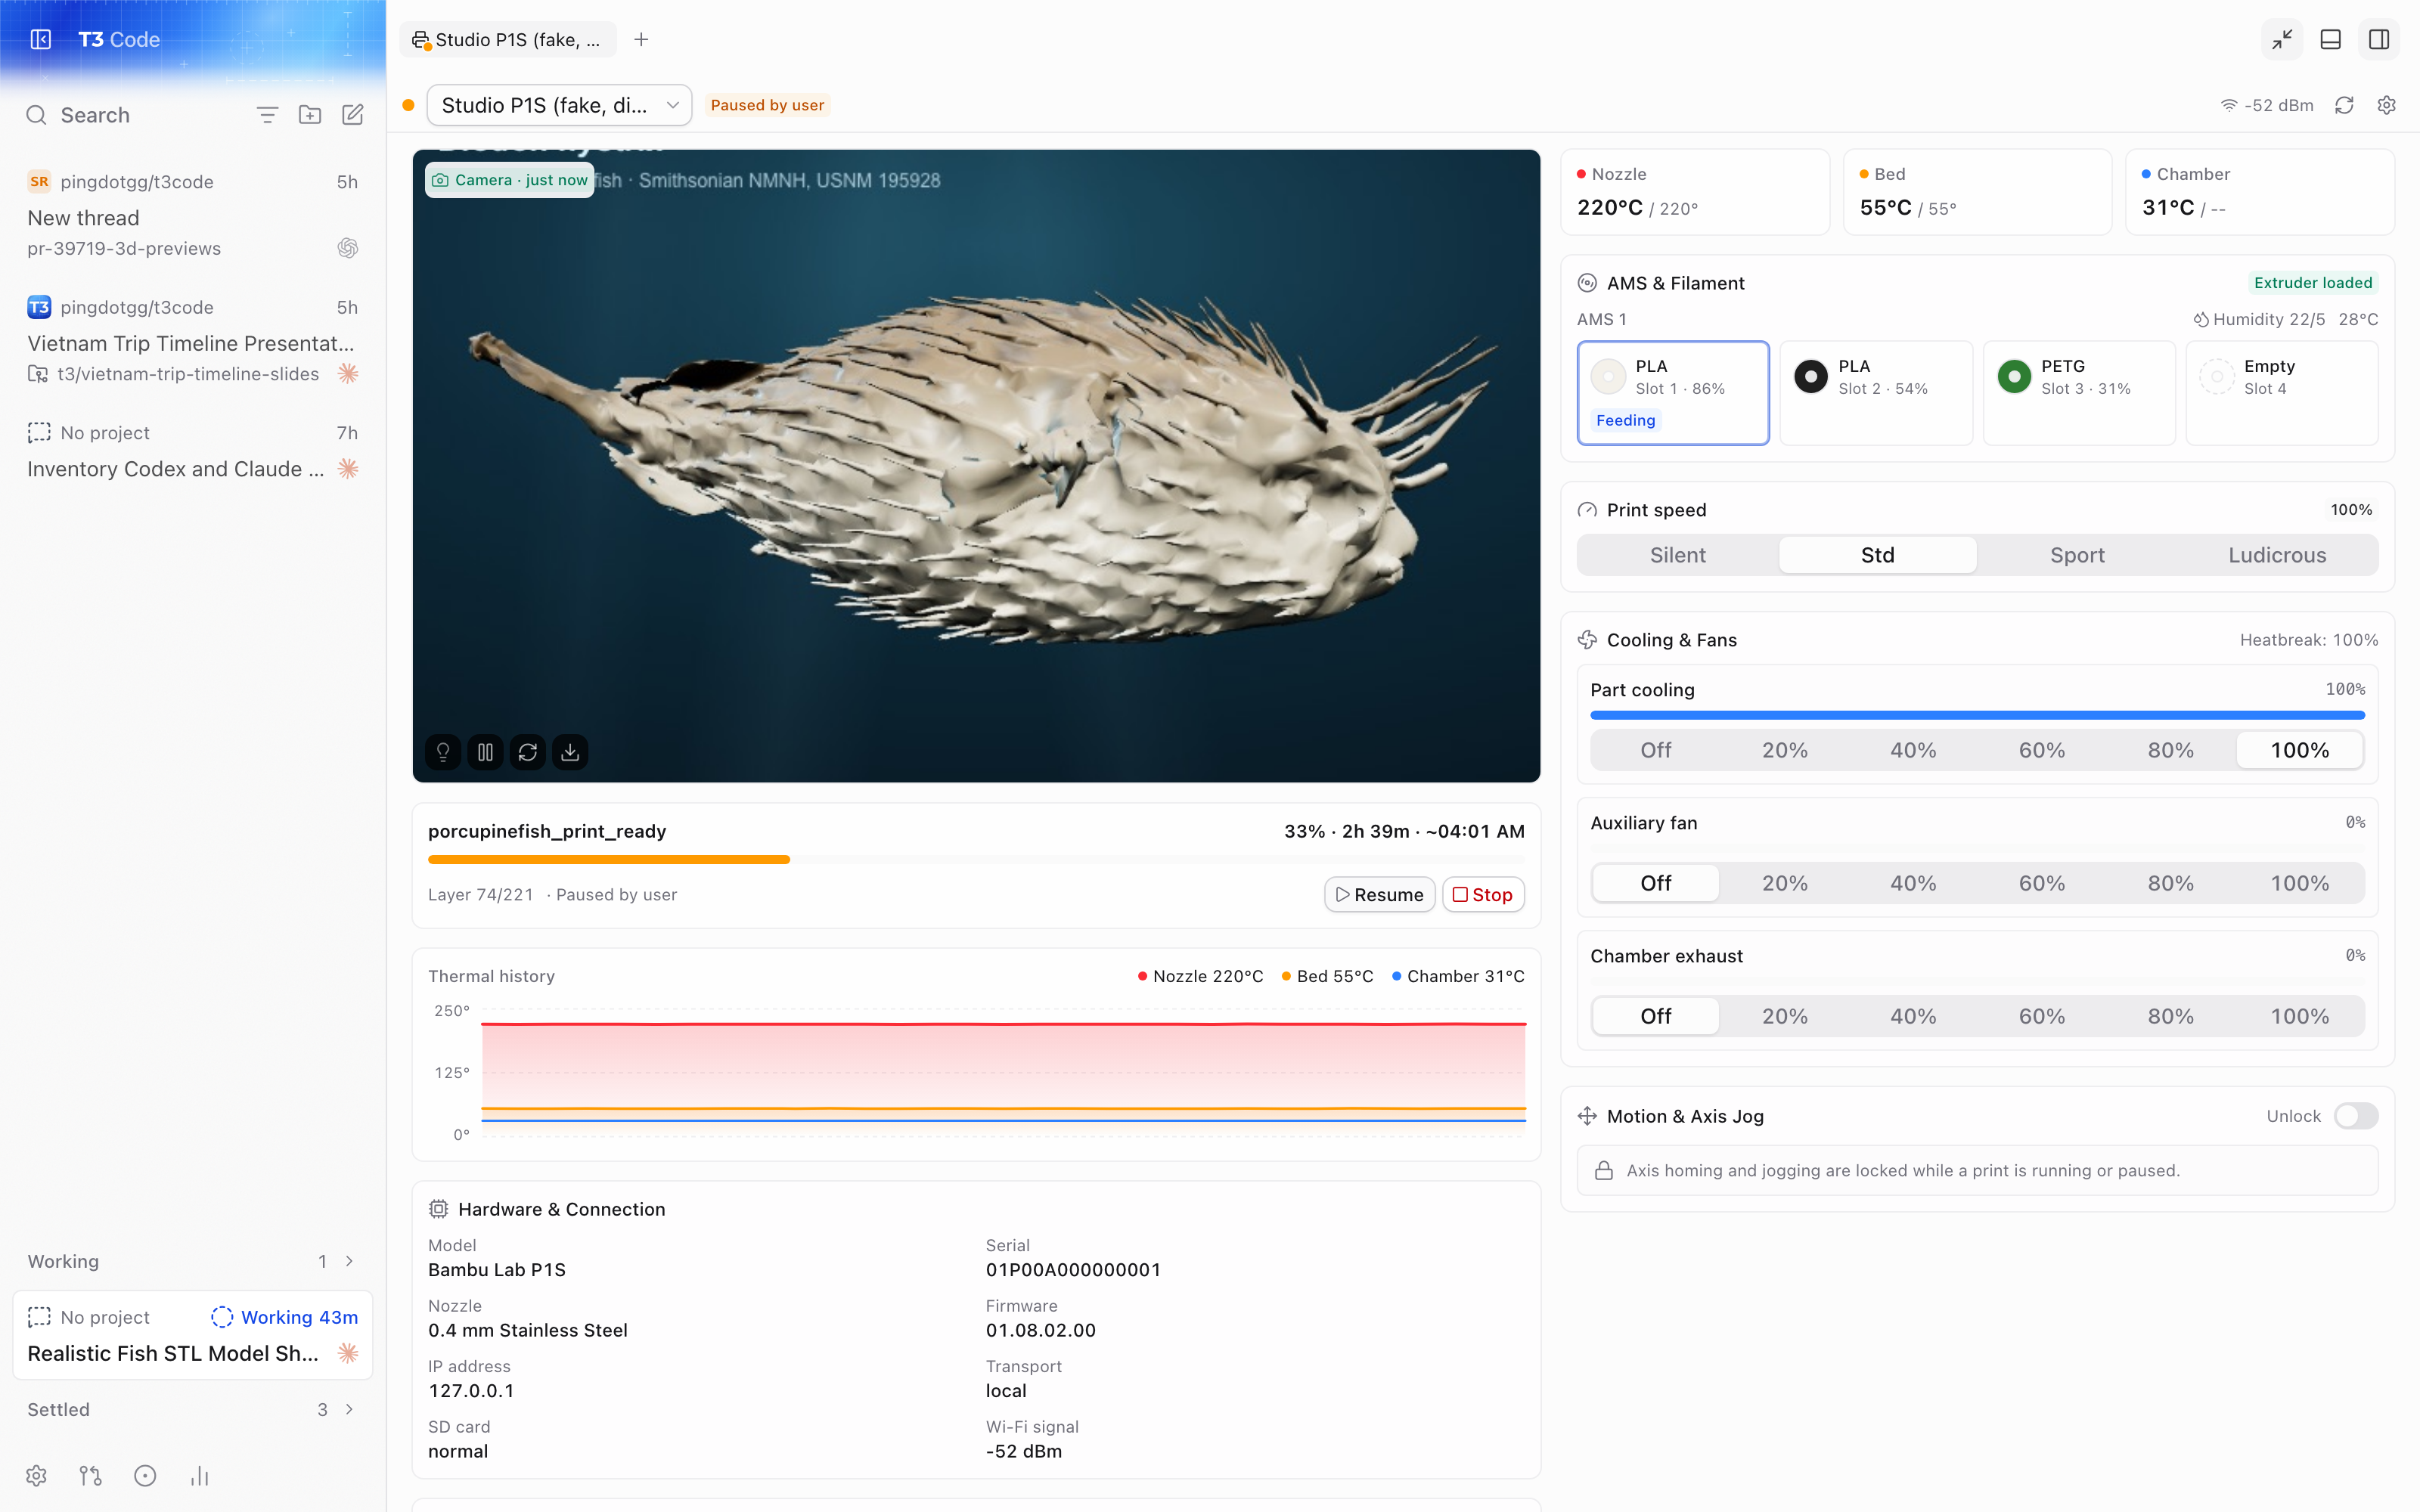 T3 Code
Search
SR pingdotgg/t3code 5h
New thread
pr-39719-3d-previews
T3 pingdotgg/t3code 5h
Vietnam Trip Timeline Presentat...
t3/vietnam-trip-timeline-slides
No project 7h
Inventory Codex and Claude ...
Working 1
No project Working 43m
Realistic Fish STL Model Sh...
Settled 3
Studio P1S (fake, ...
Studio P1S (fake, di... Paused by user
-52 dBm
Camera · just now fish · Smithsonian NMNH, USNM 195928
porcupinefish_print_ready 33% · 2h 39m · ~04:01 AM
Layer 74/221 · Paused by user Resume Stop
Thermal history Nozzle 220°C Bed 55°C Chamber 31°C
250°
125°
0°
Hardware & Connection
Model Serial
Bambu Lab P1S 01P00A000000001
Nozzle Firmware
0.4 mm Stainless Steel 01.08.02.00
IP address Transport
127.0.0.1 local
SD card Wi-Fi signal
normal -52 dBm
Nozzle Bed Chamber
220°C / 220° 55°C / 55° 31°C / --
AMS & Filament Extruder loaded
AMS 1 Humidity 22/5 28°C
PLA PLA PETG Empty
Slot 1 · 86% Slot 2 · 54% Slot 3 · 31% Slot 4
Feeding
Print speed 100%
Silent Std Sport Ludicrous
Cooling & Fans Heatbreak: 100%
Part cooling 100%
Off 20% 40% 60% 80% 100%
Auxiliary fan 0%
Off 20% 40% 60% 80% 100%
Chamber exhaust 0%
Off 20% 40% 60% 80% 100%
Motion & Axis Jog Unlock
Axis homing and jogging are locked while a print is running or paused.